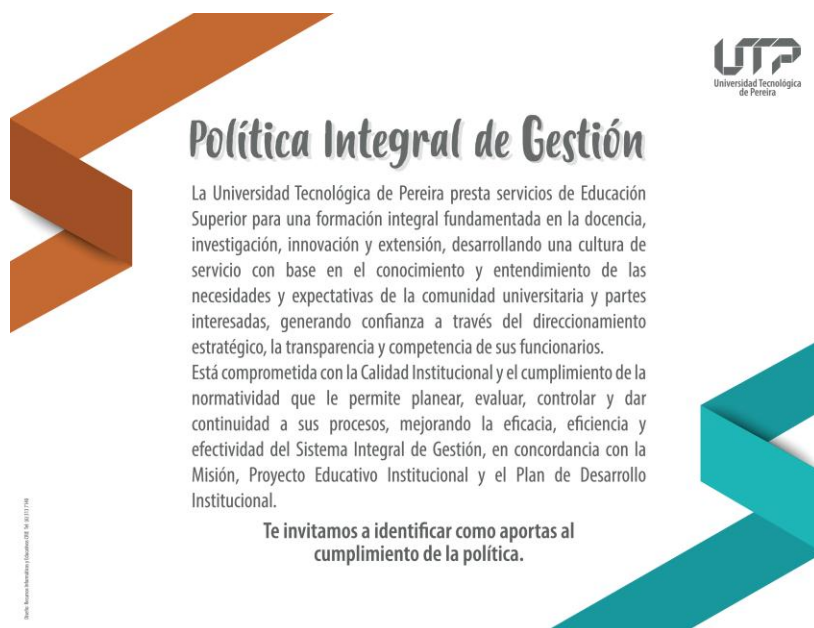 UTP
Universidad Tecnológica
de Pereira
Política Integral de Gestión
La Universidad Tecnológica de Pereira presta servicios de Educación
Superior para una formación integral fundamentada en la docencia,
investigación, innovación y extensión, desarrollando una cultura de
servicio con base en el conocimiento y entendimiento de las
necesidades y expectativas de la comunidad universitaria y partes
interesadas, generando confianza a través del direccionamiento
estratégico, la transparencia y competencia de sus funcionarios.
Está comprometida con la Calidad Institucional y el cumplimiento de la
normatividad que le permite planear, evaluar, controlar y dar
continuidad a sus procesos, mejorando la eficacia, eficiencia y
efectividad del Sistema Integral de Gestión, en concordancia con la
Misión, Proyecto Educativo Institucional y el Plan de Desarrollo
Institucional.
Te invitamos a identificar como aportas al
cumplimiento de la política.
Diseño: Recursos Informáticos y Educativos CRIE Tel: